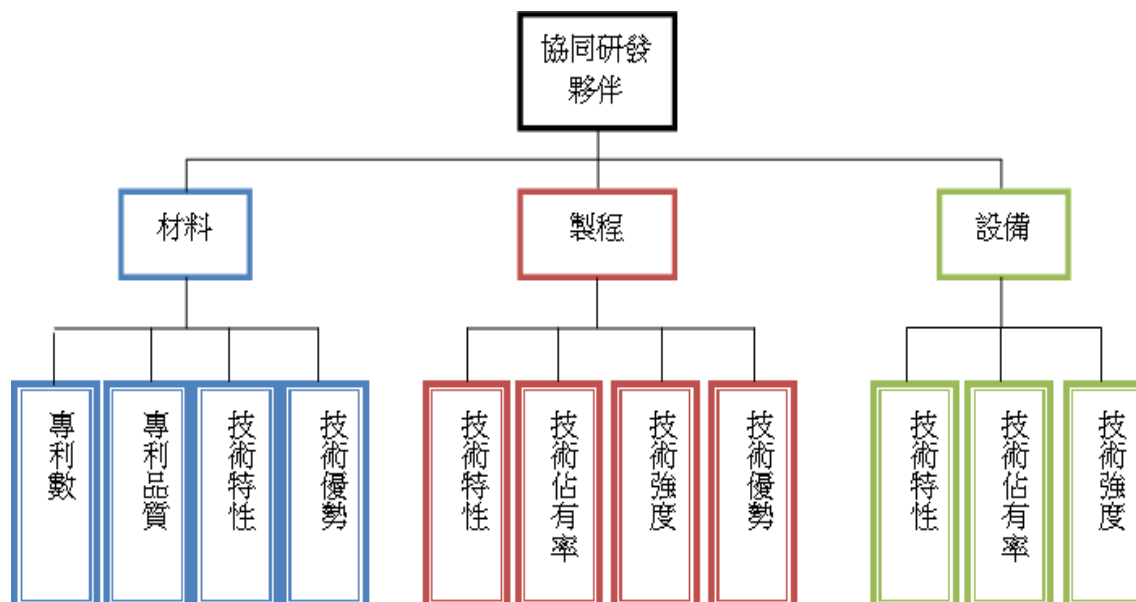 協同研發
夥伴
材料
製程
設備
專利數
專利品質
技術特性
技術優勢
技術特性
技術佔有率
技術強度
技術優勢
技術特性
技術佔有率
技術強度